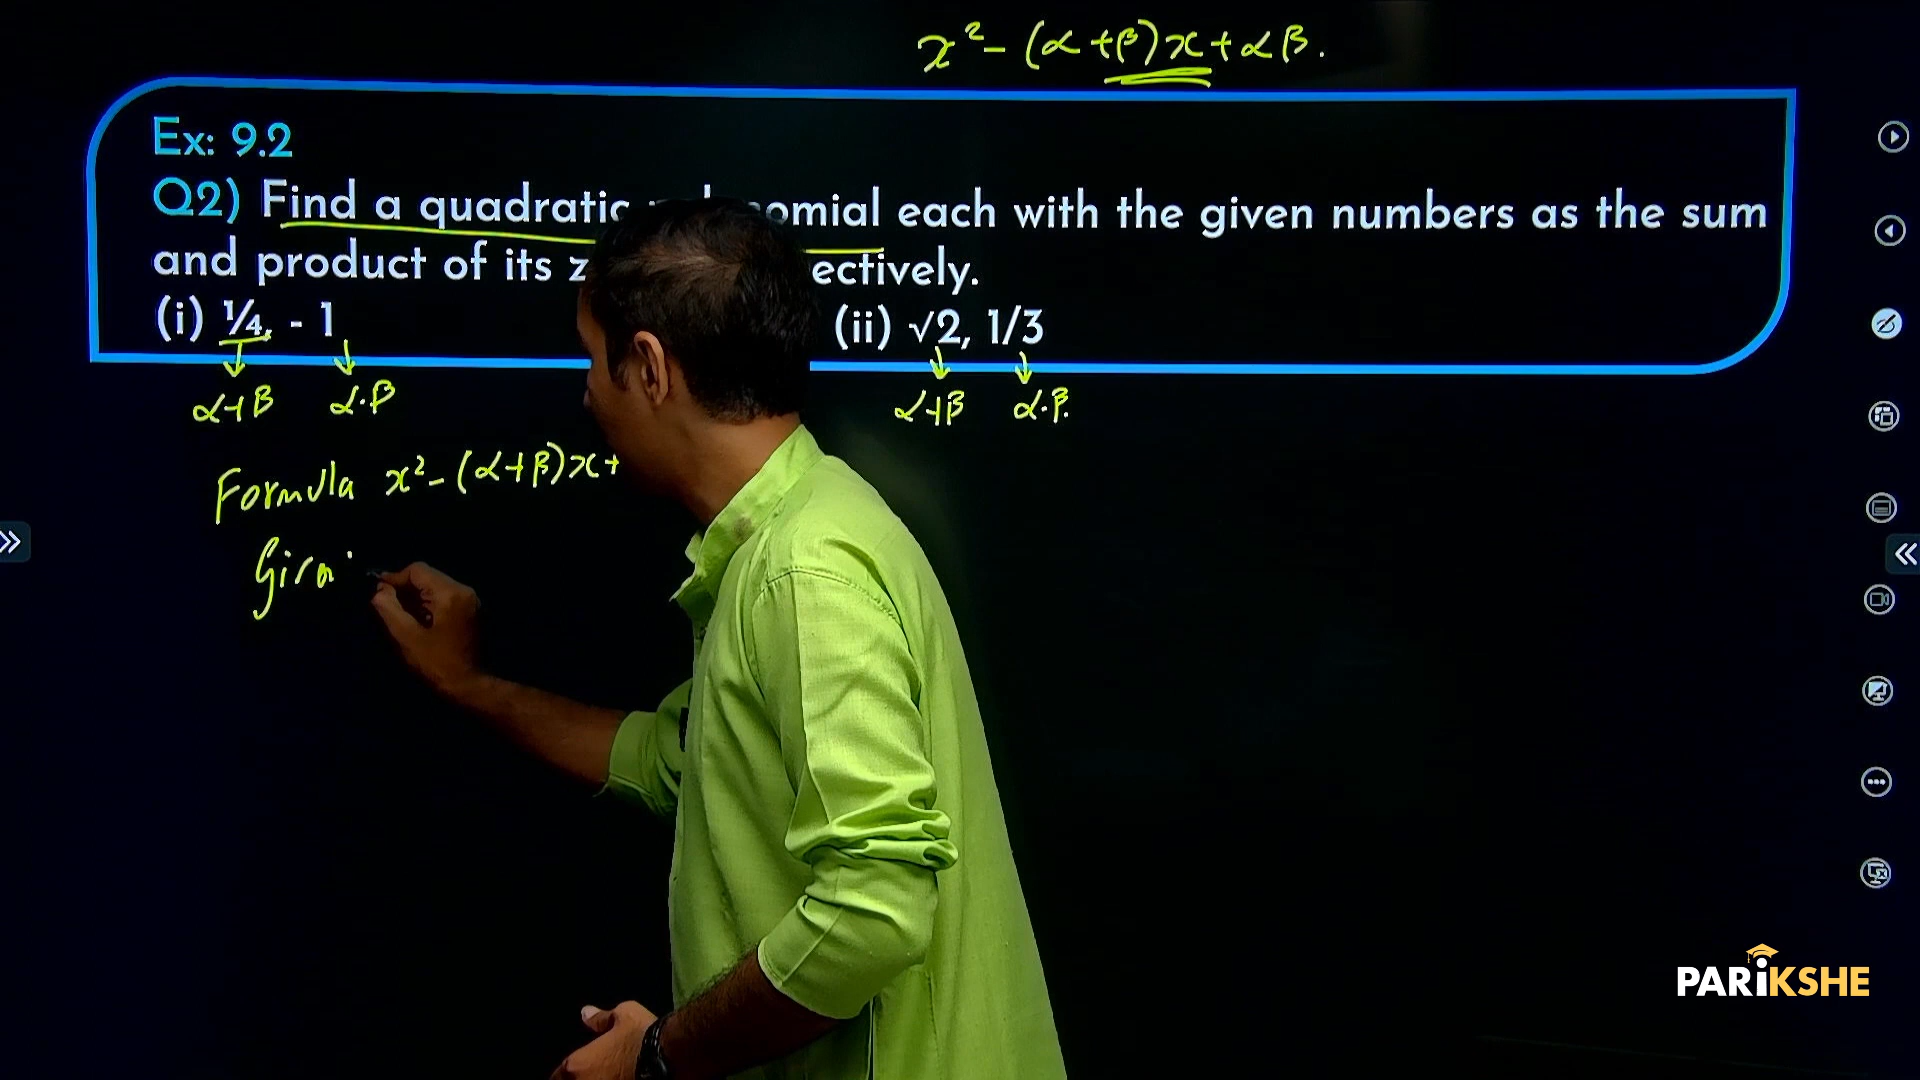 x² - (α+β)x + αβ.
Ex: 9.2
Q2) Find a quadratic omial each with the given numbers as the sum
and product of its z ectively.
(i) ¼, - 1 (ii) √2, 1/3
α+β α·β α+β α·β.
Formula x² - (α+β)x +
PARiKSHE